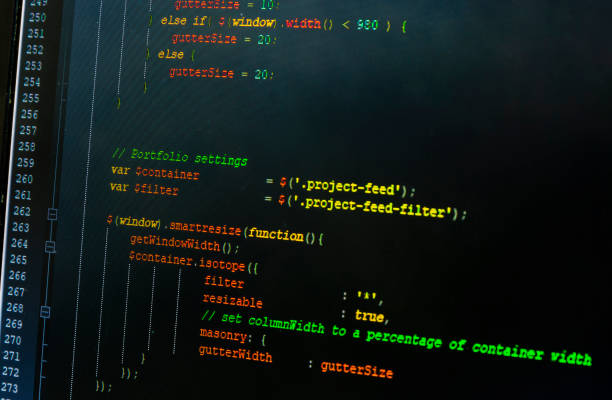 249 gutterSize = 10;
250 } else if( $(window).width() < 980 ) {
251 gutterSize = 20;
252 } else {
253 gutterSize = 20;
254 }
255 }
256
257
258
259 // Portfolio settings
260 var $container = $('.project-feed');
261 var $filter = $('.project-feed-filter');
262
263 $(window).smartresize(function(){
264 getWindowWidth();
265 $container.isotope({
266 filter : '*',
267 resizable : true,
268 // set columnWidth to a percentage of container width
269 masonry: {
270 gutterWidth : gutterSize
271 }
272 });
273 });